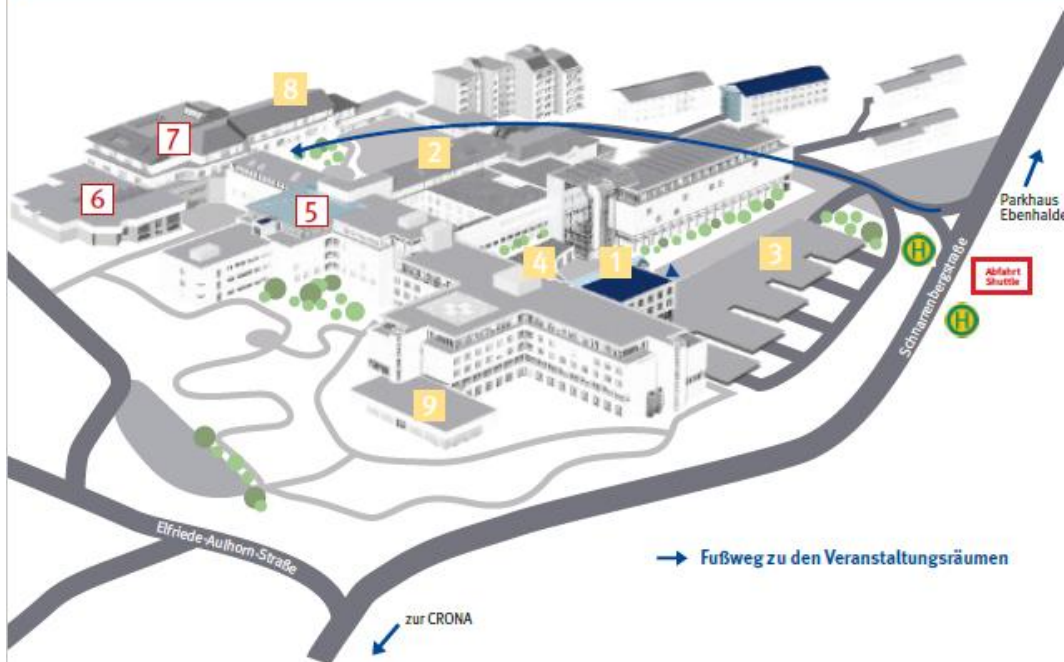 8
7
2
6
5
4
1
3
9
Parkhaus
Ebenhalde
H
Abfahrt
Shuttle
H
Schnarrenbergstraße
Elfriede-Aulhorn-Straße
Fußweg zu den Veranstaltungsräumen
zur CRONA